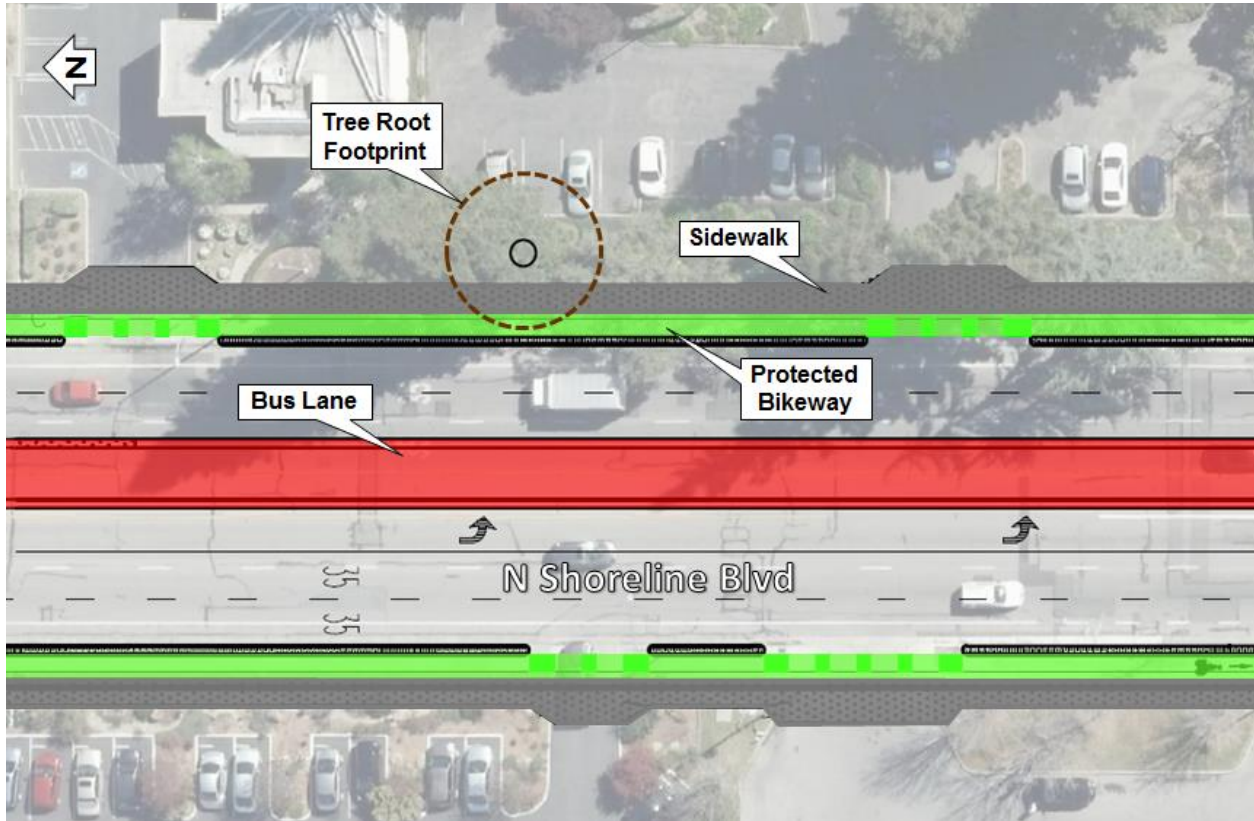 N
Tree Root
Footprint
Sidewalk
Protected
Bikeway
Bus Lane
N Shoreline Blvd
35
35